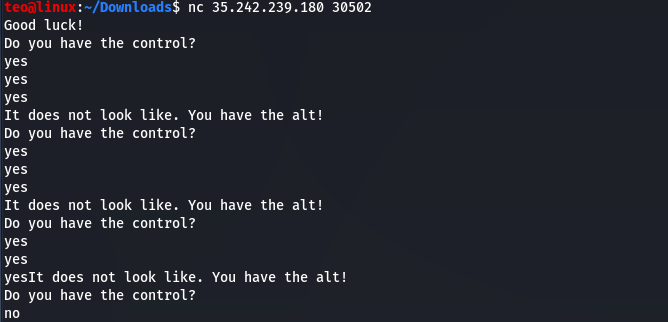 teo@linux:~/Downloads$ nc 35.242.239.180 30502
Good luck!
Do you have the control?
yes
yes
yes
It does not look like. You have the alt!
Do you have the control?
yes
yes
yes
It does not look like. You have the alt!
Do you have the control?
yes
yes
yesIt does not look like. You have the alt!
Do you have the control?
no